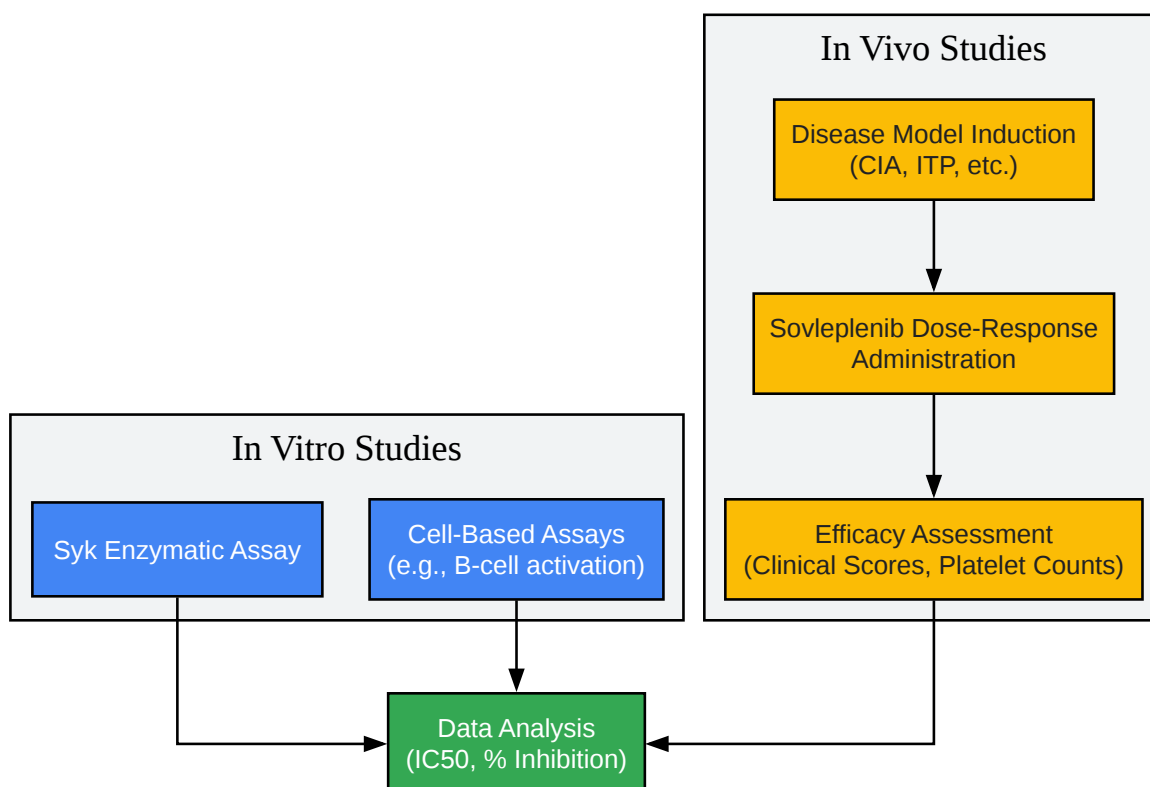 In Vivo Studies
Disease Model Induction
(CIA, ITP, etc.)
Sovleplenib Dose-Response
Administration
Efficacy Assessment
(Clinical Scores, Platelet Counts)
In Vitro Studies
Syk Enzymatic Assay
Cell-Based Assays
(e.g., B-cell activation)
Data Analysis
(IC50, % Inhibition)